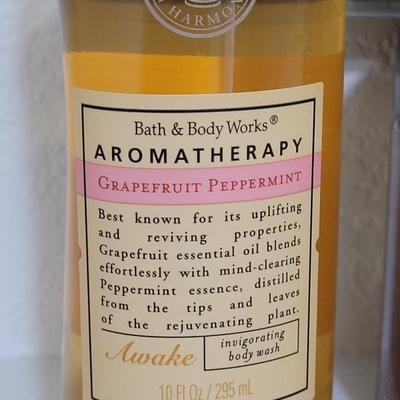 HARMON
Bath & Body Works®
AROMATHERAPY
GRAPEFRUIT PEPPERMINT
Best known for its uplifting
and reviving properties,
Grapefruit essential oil blends
effortlessly with mind-clearing
Peppermint essence, distilled
from the tips and leaves
of the rejuvenating plant.
Awake
invigorating
body wash
10 Fl Oz / 295 mL